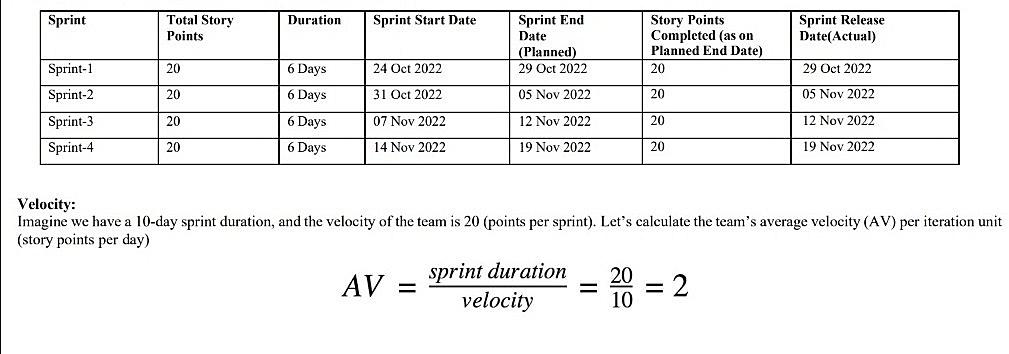 Sprint Total Story Points Duration Sprint Start Date Sprint End Date (Planned) Story Points Completed (as on Planned End Date) Sprint Release Date(Actual)
Sprint-1 20 6 Days 24 Oct 2022 29 Oct 2022 20 29 Oct 2022
Sprint-2 20 6 Days 31 Oct 2022 05 Nov 2022 20 05 Nov 2022
Sprint-3 20 6 Days 07 Nov 2022 12 Nov 2022 20 12 Nov 2022
Sprint-4 20 6 Days 14 Nov 2022 19 Nov 2022 20 19 Nov 2022
Velocity:
Imagine we have a 10-day sprint duration, and the velocity of the team is 20 (points per sprint). Let's calculate the team's average velocity (AV) per iteration unit
(story points per day)
AV = sprint duration / velocity = 20 / 10 = 2